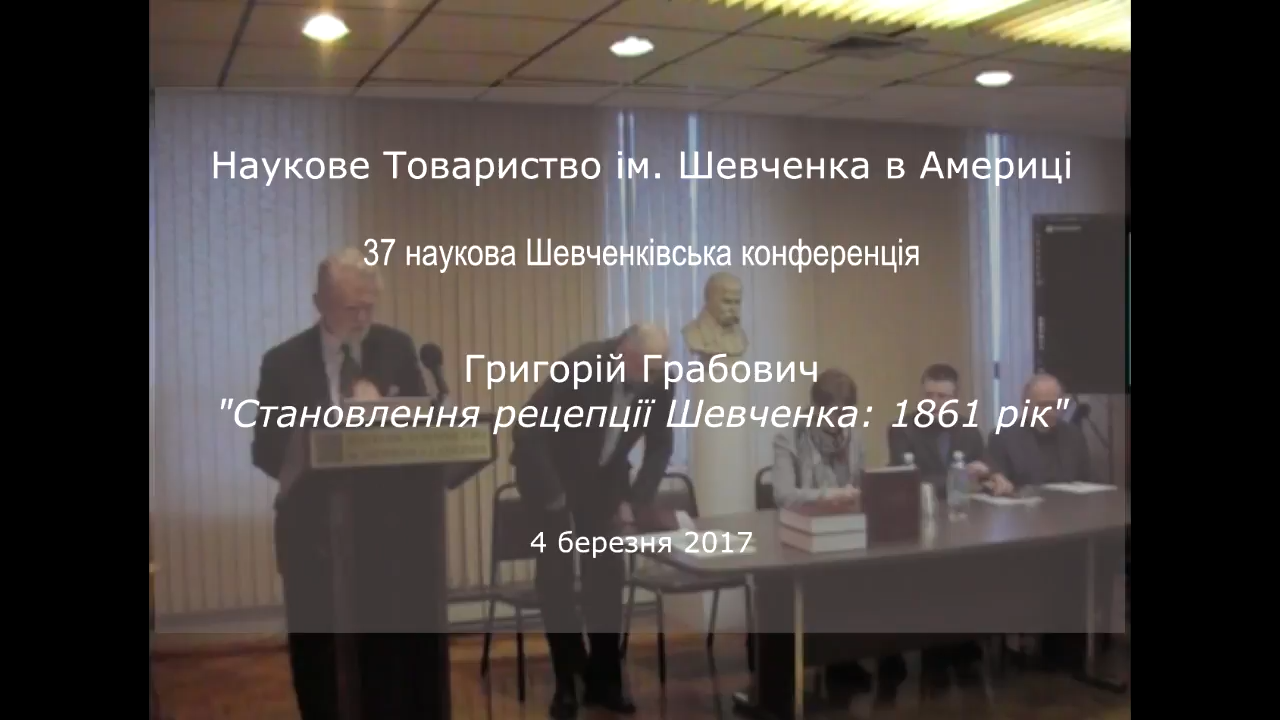 Наукове Товариство ім. Шевченка в Америці
37 наукова Шевченківська конференція
Григорій Грабович
"Становлення рецепції Шевченка: 1861 рік"
4 березня 2017